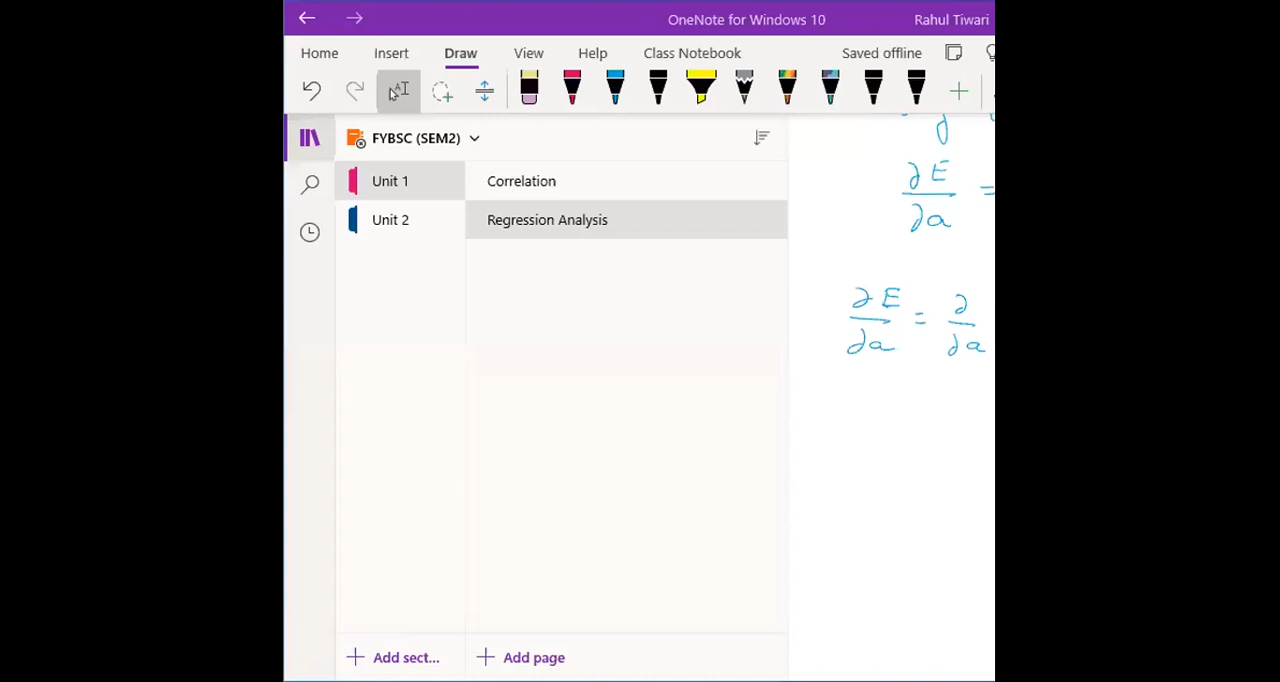 OneNote for Windows 10 Rahul Tiwari
Home Insert Draw View Help Class Notebook Saved offline
FYBSC (SEM2)
Unit 1 Correlation
Unit 2 Regression Analysis
∂E
=
∂a
∂E = ∂
∂a ∂a
+ Add sect... + Add page